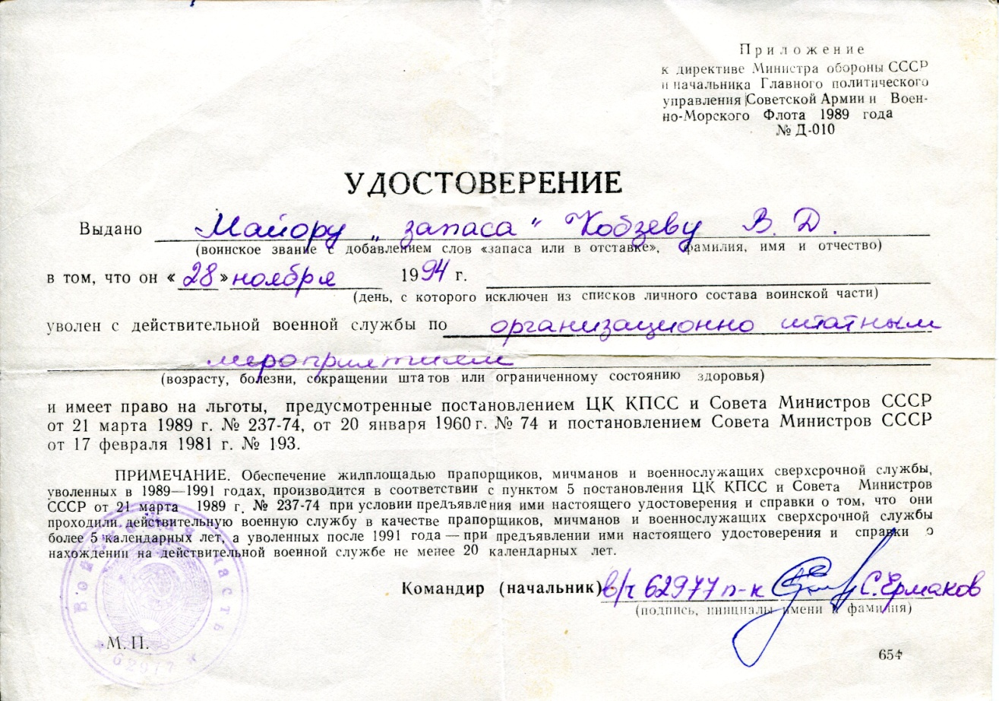 Приложение
к директиве Министра обороны СССР
и начальника Главного политического
управления Советской Армии и Воен-
но-Морского Флота 1989 года
№ Д-010
УДОСТОВЕРЕНИЕ
Выдано Майору „ запаса " Кобзеву В. Д.
(воинское звание с добавлением слов «запаса или в отставке», фамилия, имя и отчество)
в том, что он «28» ноября 1994 г.
(день, с которого исключен из списков личного состава воинской части)
уволен с действительной военной службы по организационно штатным
мероприятиям
(возрасту, болезни, сокращении штатов или ограниченному состоянию здоровья)
и имеет право на льготы, предусмотренные постановлением ЦК КПСС и Совета Министров СССР
от 21 марта 1989 г. № 237-74, от 20 января 1960 г. № 74 и постановлением Совета Министров СССР
от 17 февраля 1981 г. № 193.
ПРИМЕЧАНИЕ. Обеспечение жилплощадью прапорщиков, мичманов и военнослужащих сверхсрочной службы,
уволенных в 1989—1991 годах, производится в соответствии с пунктом 5 постановления ЦК КПСС и Совета Министров
СССР от 21 марта 1989 г. № 237-74 при условии предъявления ими настоящего удостоверения и справки о том, что они
проходили действительную военную службу в качестве прапорщиков, мичманов и военнослужащих сверхсрочной службы
более 5 календарных лет, а уволенных после 1991 года — при предъявлении ими настоящего удостоверения и справки о
нахождении на действительной военной службе не менее 20 календарных лет.
Командир (начальник) в/ч 62977 п-к С. Ермаков
(подпись, инициалы имени и фамилия)
Войсковая часть
* 62977 *
М. П.
654